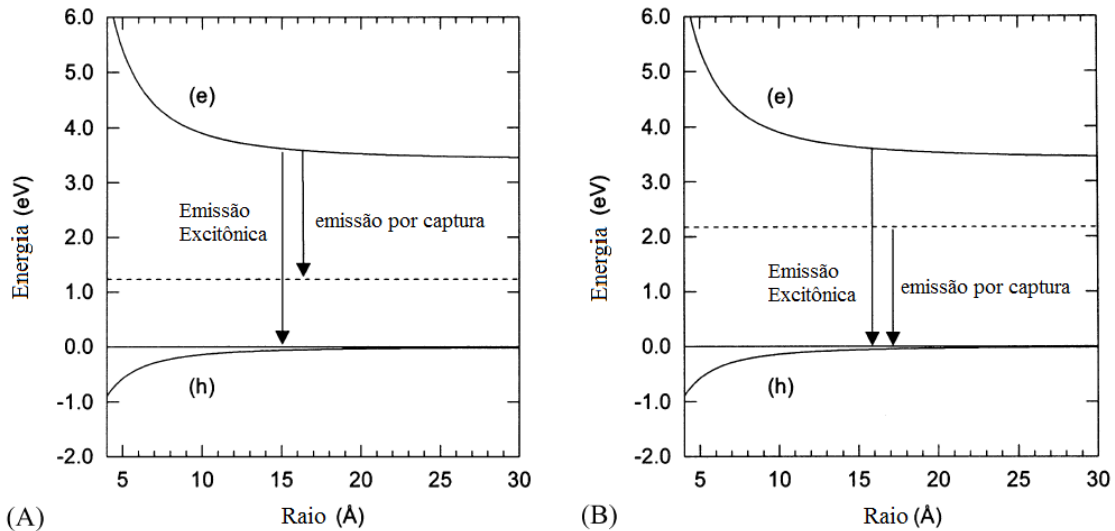 6.0
5.0
4.0
3.0
2.0
1.0
0.0
-1.0
-2.0
Energia (eV)
(e)
Emissão
Excitônica
emissão por captura
(h)
5 10 15 20 25 30
Raio (Å)
(A)
6.0
5.0
4.0
3.0
2.0
1.0
0.0
-1.0
-2.0
Energia (eV)
(e)
Emissão
Excitônica
emissão por captura
(h)
5 10 15 20 25 30
Raio (Å)
(B)